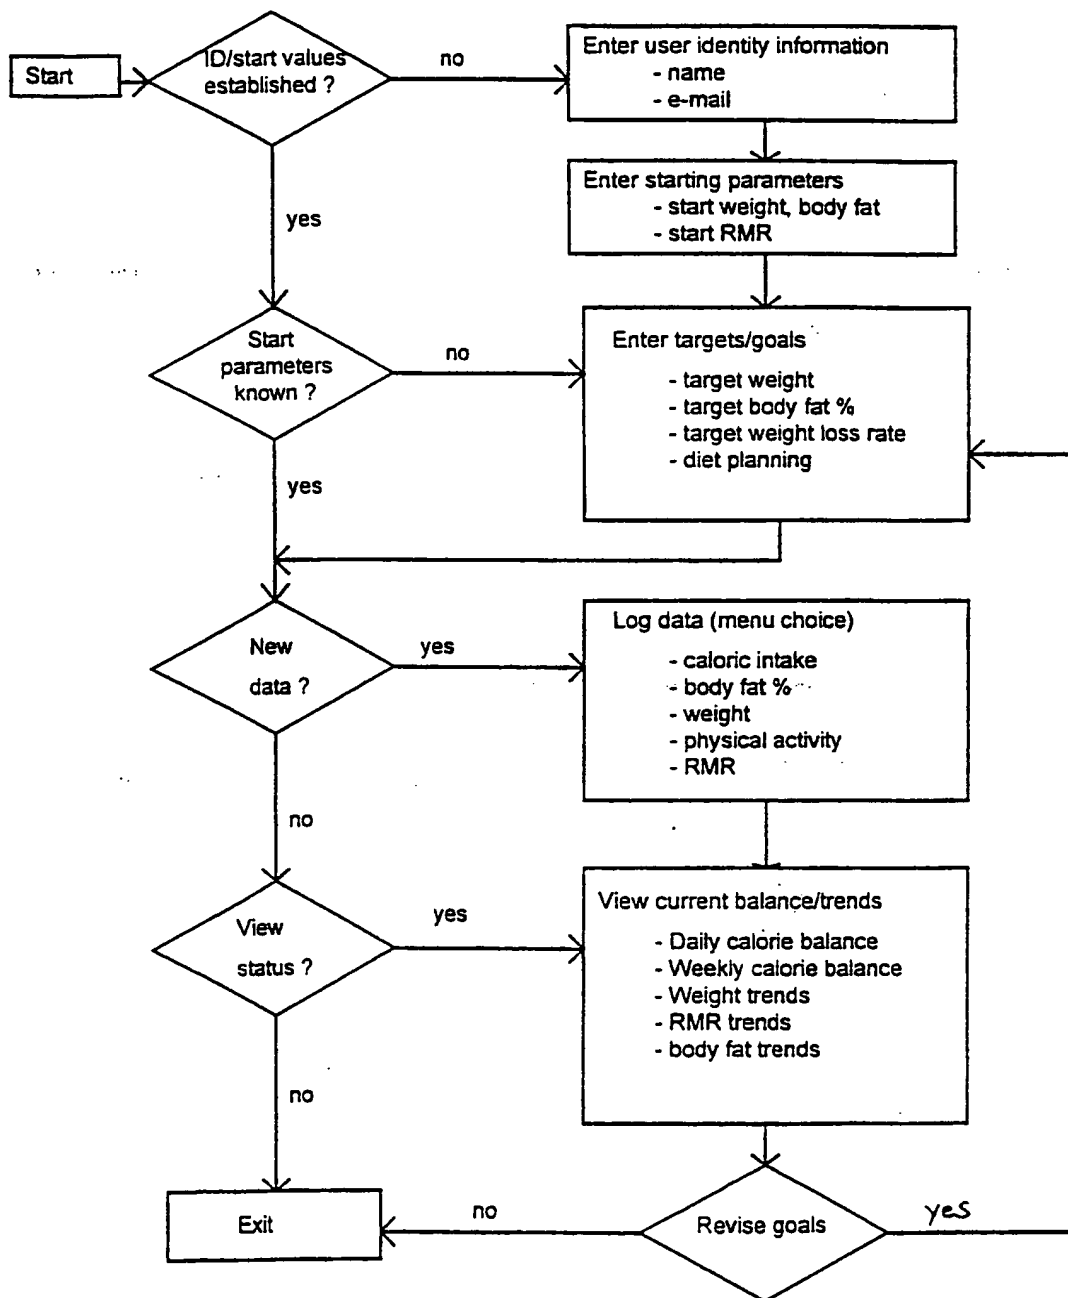 Start
ID/start values
established ?
no
Enter user identity information
- name
- e-mail
yes
Enter starting parameters
- start weight, body fat
- start RMR
Start
parameters
known ?
no
Enter targets/goals
- target weight
- target body fat %
- target weight loss rate
- diet planning
yes
New
data ?
yes
Log data (menu choice)
- caloric intake
- body fat %
- weight
- physical activity
- RMR
no
View
status ?
yes
View current balance/trends
- Daily calorie balance
- Weekly calorie balance
- Weight trends
- RMR trends
- body fat trends
no
Exit
no
Revise goals
yes